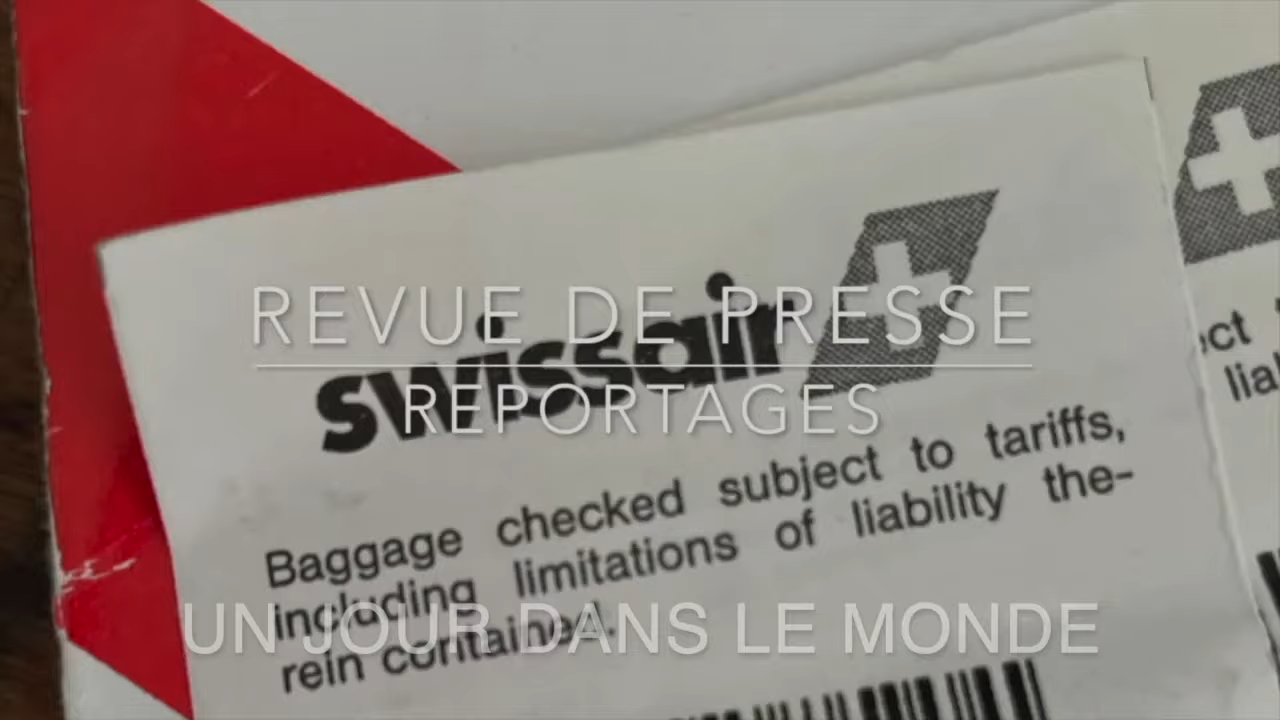 REVUE DE PRESSE
swissair
REPORTAGES
Baggage checked subject to tariffs,
including limitations of liability the-
rein contained.
UN JOUR DANS LE MONDE
ct
lia